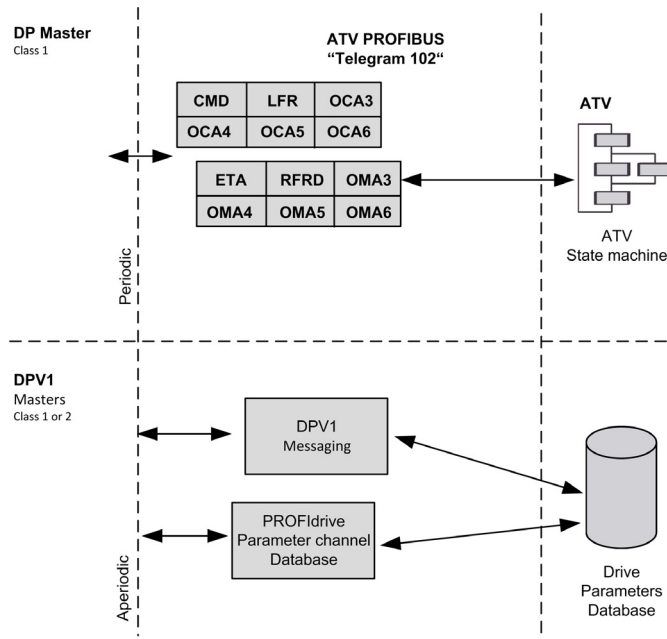 DP Master
Class 1
ATV PROFIBUS
“Telegram 102“
CMD LFR OCA3
OCA4 OCA5 OCA6
ETA RFRD OMA3
OMA4 OMA5 OMA6
ATV
ATV
State machine
Periodic
DPV1
Masters
Class 1 or 2
DPV1
Messaging
PROFIdrive
Parameter channel
Database
Drive
Parameters
Database
Aperiodic